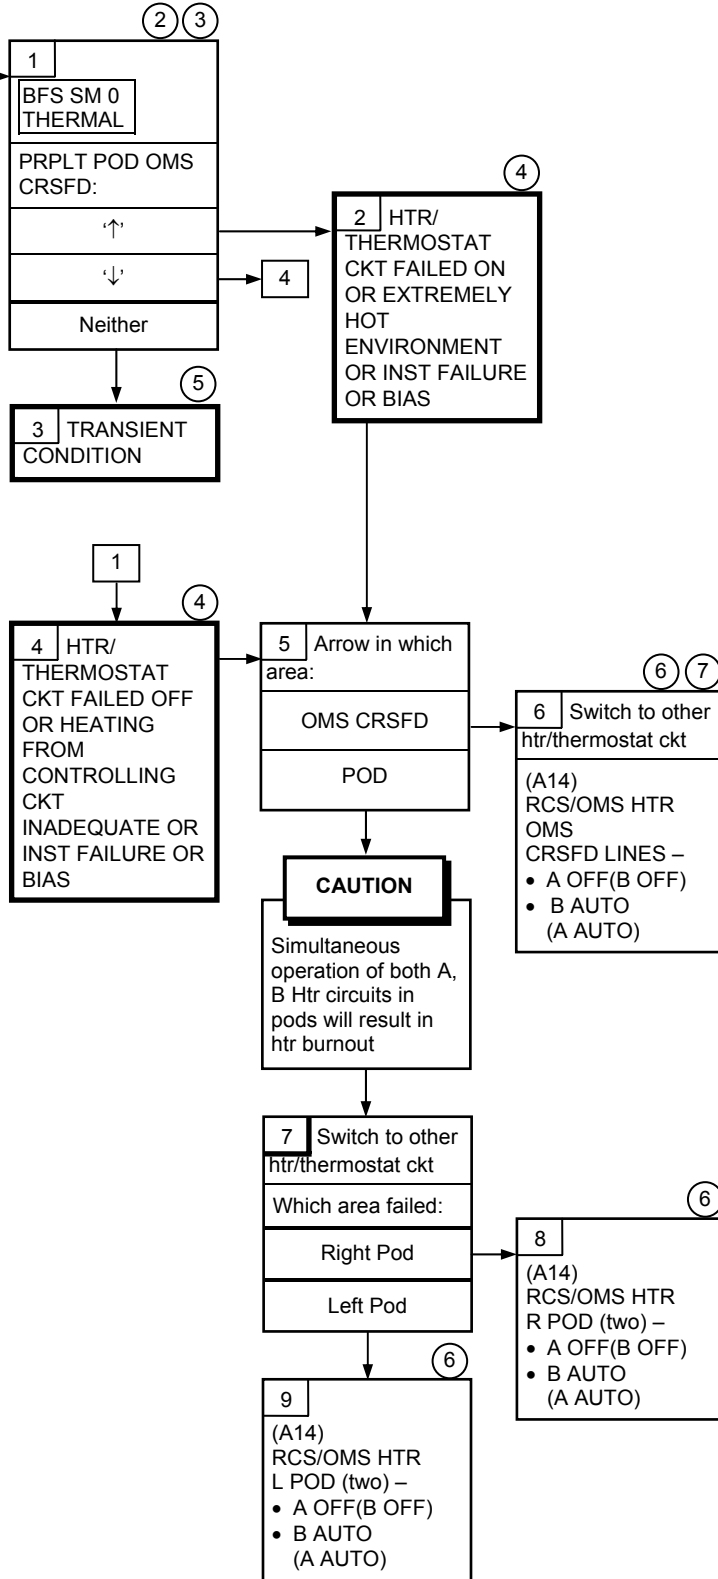 2 3
1
BFS SM 0
THERMAL
PRPLT POD OMS
CRSFD:
‘↑’
‘↓’
4
Neither
4
2 HTR/
THERMOSTAT
CKT FAILED ON
OR EXTREMELY
HOT
ENVIRONMENT
OR INST FAILURE
OR BIAS
5
3 TRANSIENT
CONDITION
1
4
4 HTR/
THERMOSTAT
CKT FAILED OFF
OR HEATING
FROM
CONTROLLING
CKT
INADEQUATE OR
INST FAILURE OR
BIAS
5 Arrow in which
area:
OMS CRSFD
POD
6 7
6 Switch to other
htr/thermostat ckt
(A14)
RCS/OMS HTR
OMS
CRSFD LINES –
• A OFF(B OFF)
• B AUTO
(A AUTO)
CAUTION
Simultaneous
operation of both A,
B Htr circuits in
pods will result in
htr burnout
7 Switch to other
htr/thermostat ckt
Which area failed:
Right Pod
Left Pod
6
8
(A14)
RCS/OMS HTR
R POD (two) –
• A OFF(B OFF)
• B AUTO
(A AUTO)
6
9
(A14)
RCS/OMS HTR
L POD (two) –
• A OFF(B OFF)
• B AUTO
(A AUTO)